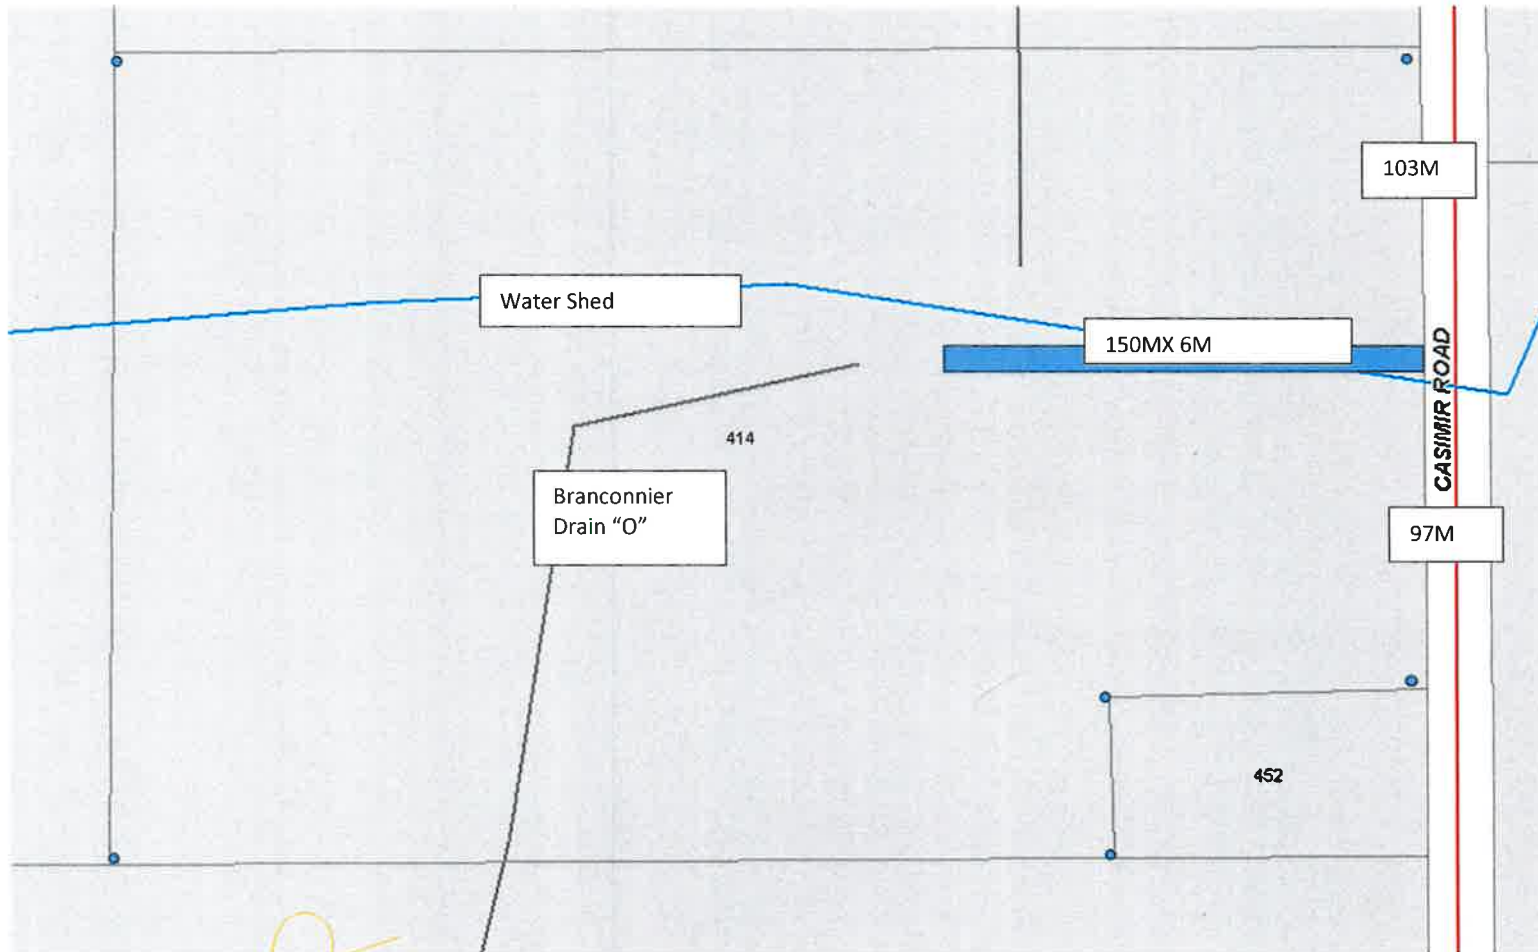 103M
Water Shed
150MX 6M
CASIMIR ROAD
414
Branconnier
Drain “O”
97M
452